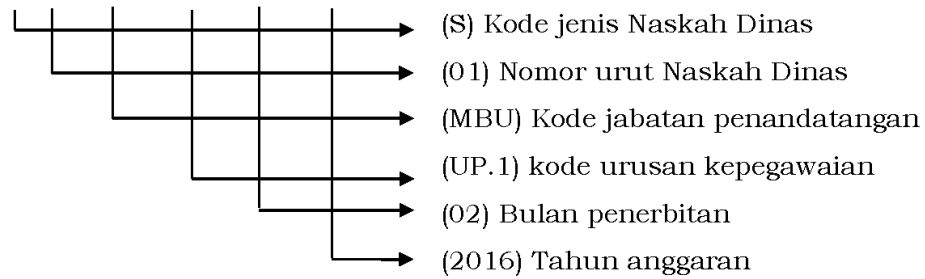 (S) Kode jenis Naskah Dinas
(01) Nomor urut Naskah Dinas
(MBU) Kode jabatan penandatangan
(UP.1) kode urusan kepegawaian
(02) Bulan penerbitan
(2016) Tahun anggaran